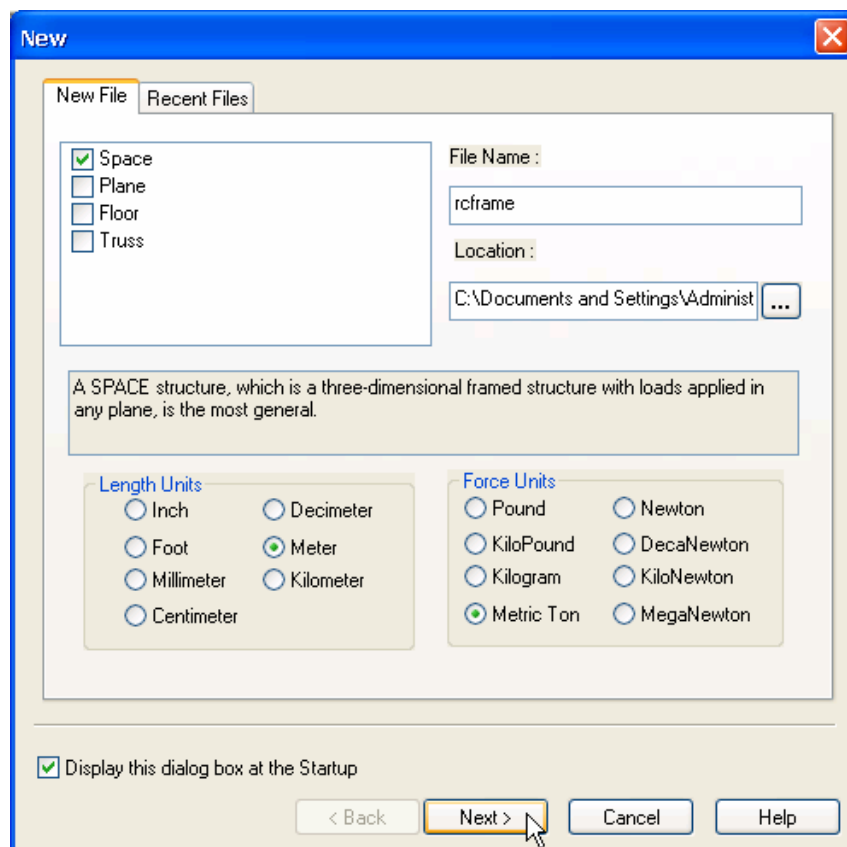 New
New File
Recent Files
Space
Plane
Floor
Truss
File Name :
rcframe
Location :
C:\Documents and Settings\Administ
...
A SPACE structure, which is a three-dimensional framed structure with loads applied in
any plane, is the most general.
Length Units
Inch
Decimeter
Foot
Meter
Millimeter
Kilometer
Centimeter
Force Units
Pound
Newton
KiloPound
DecaNewton
Kilogram
KiloNewton
Metric Ton
MegaNewton
Display this dialog box at the Startup
< Back
Next >
Cancel
Help